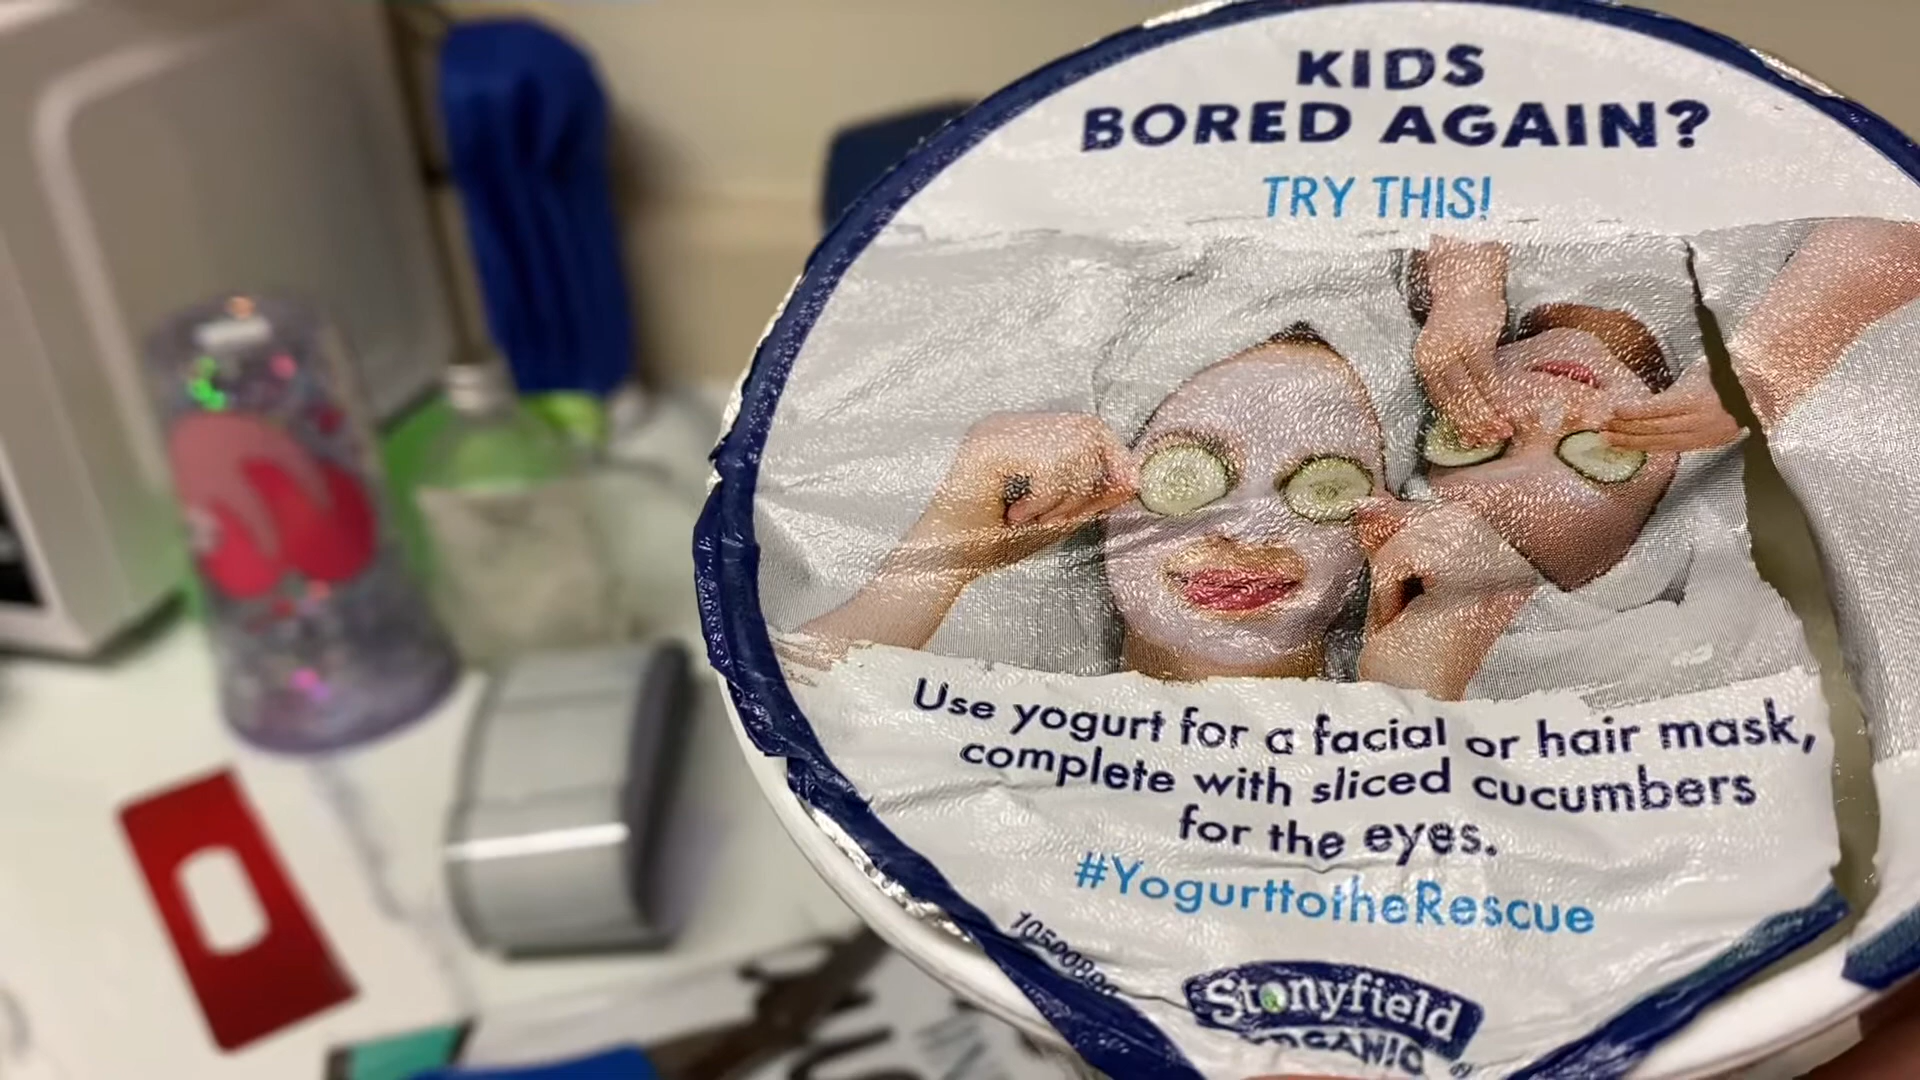 KIDS
BORED AGAIN?
TRY THIS!
Use yogurt for a facial or hair mask,
complete with sliced cucumbers
for the eyes.
#YogurttotheRescue
Stonyfield
ORGANIC